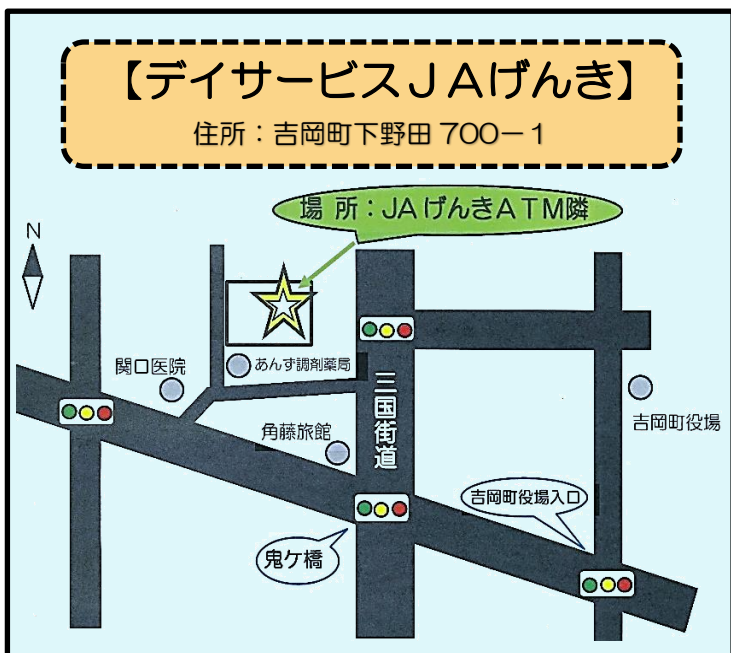 【デイサービスＪＡげんき】
住所：吉岡町下野田 700－1
場 所：JAげんきＡＴＭ隣
N
関口医院
あんず調剤薬局
三国街道
吉岡町役場
角藤旅館
吉岡町役場入口
鬼ケ橋